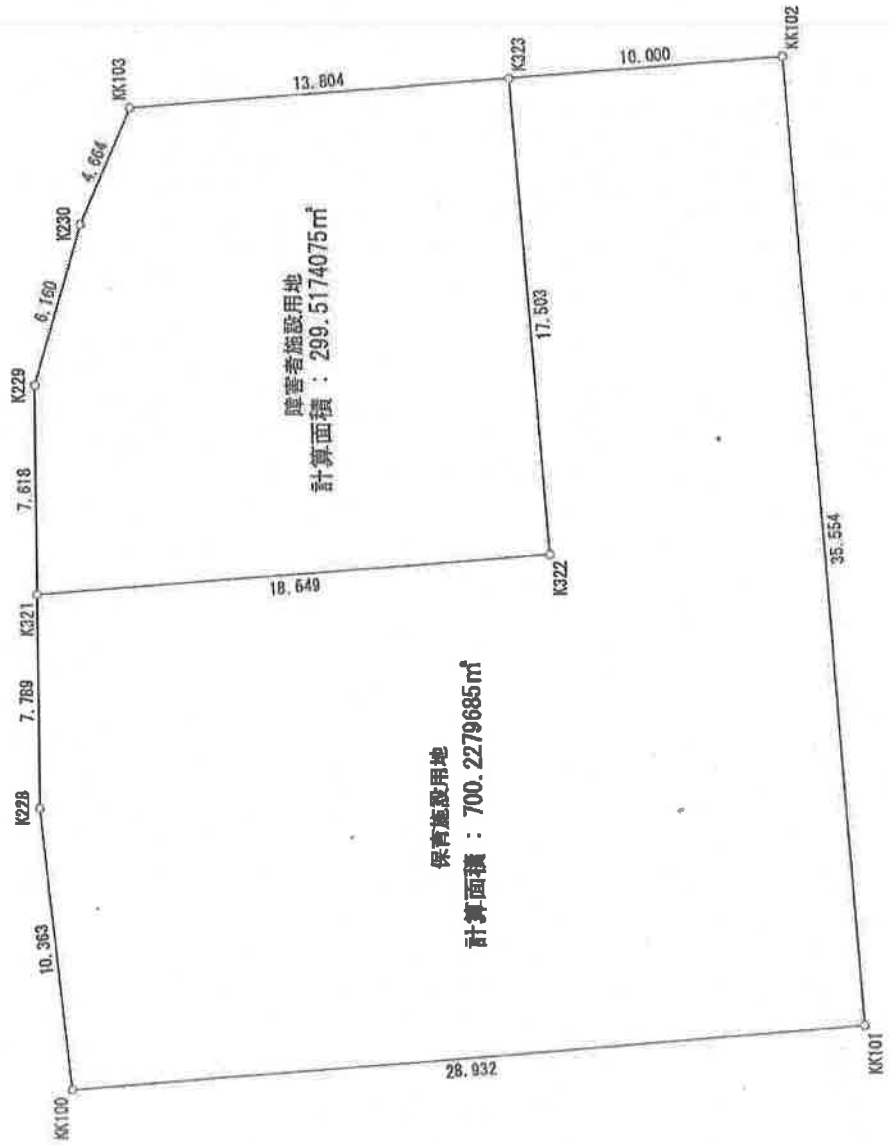 KK102
K323
10.000
KK103
13.804
4.664
K230
6.160
K229
障害者施設用地
計算面積 : 299.5174075㎡
17.503
7.618
K321
18.649
K322
35.554
7.789
K228
保育施設用地
計算面積 : 700.2279685㎡
10.363
KK100
28.932
KK101